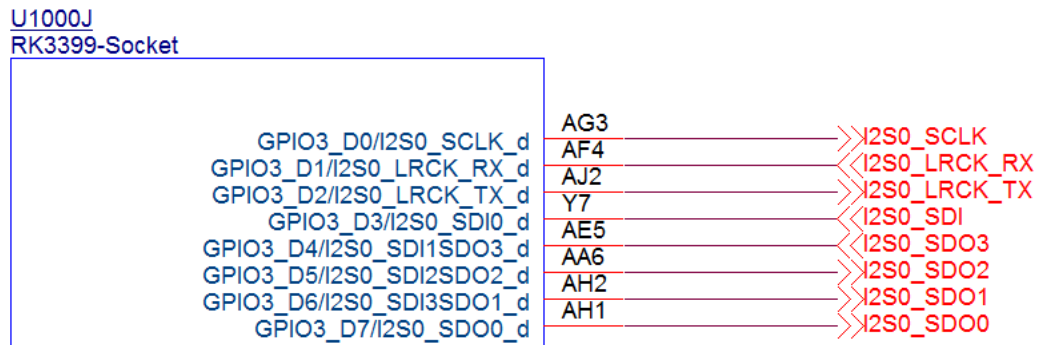 U1000J
RK3399-Socket
GPIO3_D0/I2S0_SCLK_d AG3 I2S0_SCLK
GPIO3_D1/I2S0_LRCK_RX_d AF4 I2S0_LRCK_RX
GPIO3_D2/I2S0_LRCK_TX_d AJ2 I2S0_LRCK_TX
GPIO3_D3/I2S0_SDI0_d Y7 I2S0_SDI
GPIO3_D4/I2S0_SDI1SDO3_d AE5 I2S0_SDO3
GPIO3_D5/I2S0_SDI2SDO2_d AA6 I2S0_SDO2
GPIO3_D6/I2S0_SDI3SDO1_d AH2 I2S0_SDO1
GPIO3_D7/I2S0_SDO0_d AH1 I2S0_SDO0